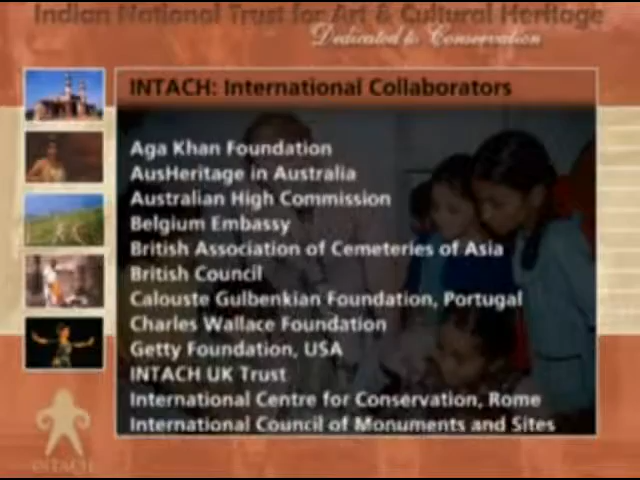 Indian National Trust for Art & Cultural Heritage
Dedicated to Conservation
INTACH: International Collaborators
Aga Khan Foundation
AusHeritage in Australia
Australian High Commission
Belgium Embassy
British Association of Cemeteries of Asia
British Council
Calouste Gulbenkian Foundation, Portugal
Charles Wallace Foundation
Getty Foundation, USA
INTACH UK Trust
International Centre for Conservation, Rome
International Council of Monuments and Sites
INTACH